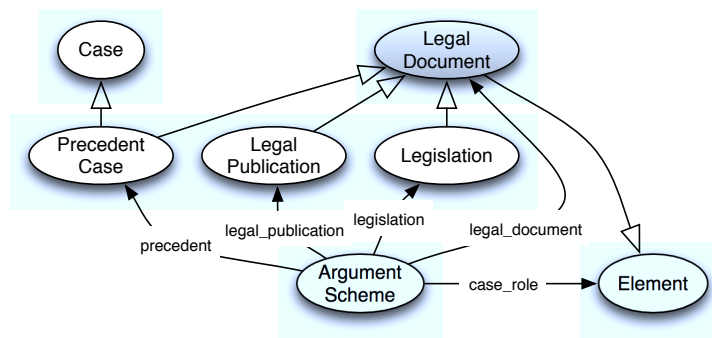 Case
Legal
Document
Precedent
Case
Legal
Publication
Legislation
legislation
legal_publication
legal_document
precedent
Argument
Scheme
case_role
Element